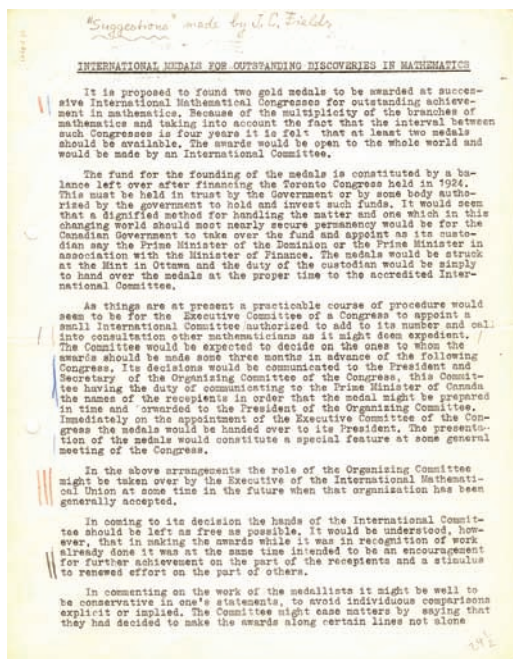 "Suggestions" made by J. C. Fields
INTERNATIONAL MEDALS FOR OUTSTANDING DISCOVERIES IN MATHEMATICS
It is proposed to found two gold medals to be awarded at succes-
sive International Mathematical Congresses for outstanding achieve-
ment in mathematics. Because of the multiplicity of the branches of
mathematics and taking into account the fact that the interval between
such Congresses is four years it is felt that at least two medals
should be available. The awards would be open to the whole world and
would be made by an International Committee.
The fund for the founding of the medals is constituted by a ba-
lance left over after financing the Toronto Congress held in 1924.
This must be held in trust by the Government or by some body autho-
rized by the government to hold and invest such funds. It would seem
that a dignified method for handling the matter and one which in this
changing world should most nearly secure permanency would be for the
Canadian Government to take over the fund and appoint as its custo-
dian say the Prime Minister of the Dominion or the Prime Minister in
association with the Minister of Finance. The medals would be struck
at the Mint in Ottawa and the duty of the custodian would be simply
to hand over the medals at the proper time to the accredited Inter-
national Committee.
As things are at present a practicable course of procedure would
seem to be for the Executive Committee of a Congress to appoint a
small International Committee authorized to add to its number and call
into consultation other mathematicians as it might deem expedient.
The Committee would be expected to decide on the ones to whom the
awards should be made some three months in advance of the following
Congress. Its decisions would be communicated to the President and
Secretary of the Organizing Committee of the Congress, this Commit-
tee having the duty of communicating to the Prime Minister of Canada
the names of the recepients in order that the medal might be prepared
in time and orwarded to the President of the Organizing Committee.
Immediately on the appointment of the Executive Committee of the Con-
gress the medals would be handed over to its President. The presenta-
tion of the medals would constitute a special feature at some general
meeting of the Congress.
In the above arrangements the role of the Organizing Committee
might be taken over by the Executive of the International Mathemati-
cal Union at some time in the future when that organization has been
generally accepted.
In coming to its decision the hands of the International Commit-
tee should be left as free as possible. It would be understood, how-
ever, that in making the awards while it was in recognition of work
already done it was at the same time intended to be an encouragement
for further achievement on the part of the recepients and a stimulus
to renewed effort on the part of others.
In commenting on the work of the medallists it might be well to
be conservative in one's statements, to avoid individuous comparisons
explicit or implied. The Committee might ease matters by saying that
they had decided to make the awards along certain lines not alone